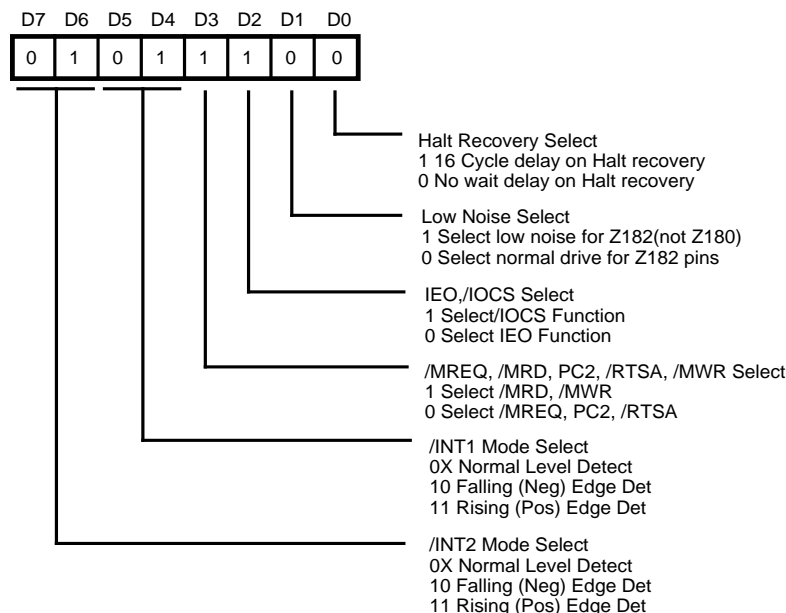 D7 D6 D5 D4 D3 D2 D1 D0
0 1 0 1 1 1 0 0
Halt Recovery Select
1 16 Cycle delay on Halt recovery
0 No wait delay on Halt recovery
Low Noise Select
1 Select low noise for Z182(not Z180)
0 Select normal drive for Z182 pins
IEO,/IOCS Select
1 Select/IOCS Function
0 Select IEO Function
/MREQ, /MRD, PC2, /RTSA, /MWR Select
1 Select /MRD, /MWR
0 Select /MREQ, PC2, /RTSA
/INT1 Mode Select
0X Normal Level Detect
10 Falling (Neg) Edge Det
11 Rising (Pos) Edge Det
/INT2 Mode Select
0X Normal Level Detect
10 Falling (Neg) Edge Det
11 Rising (Pos) Edge Det